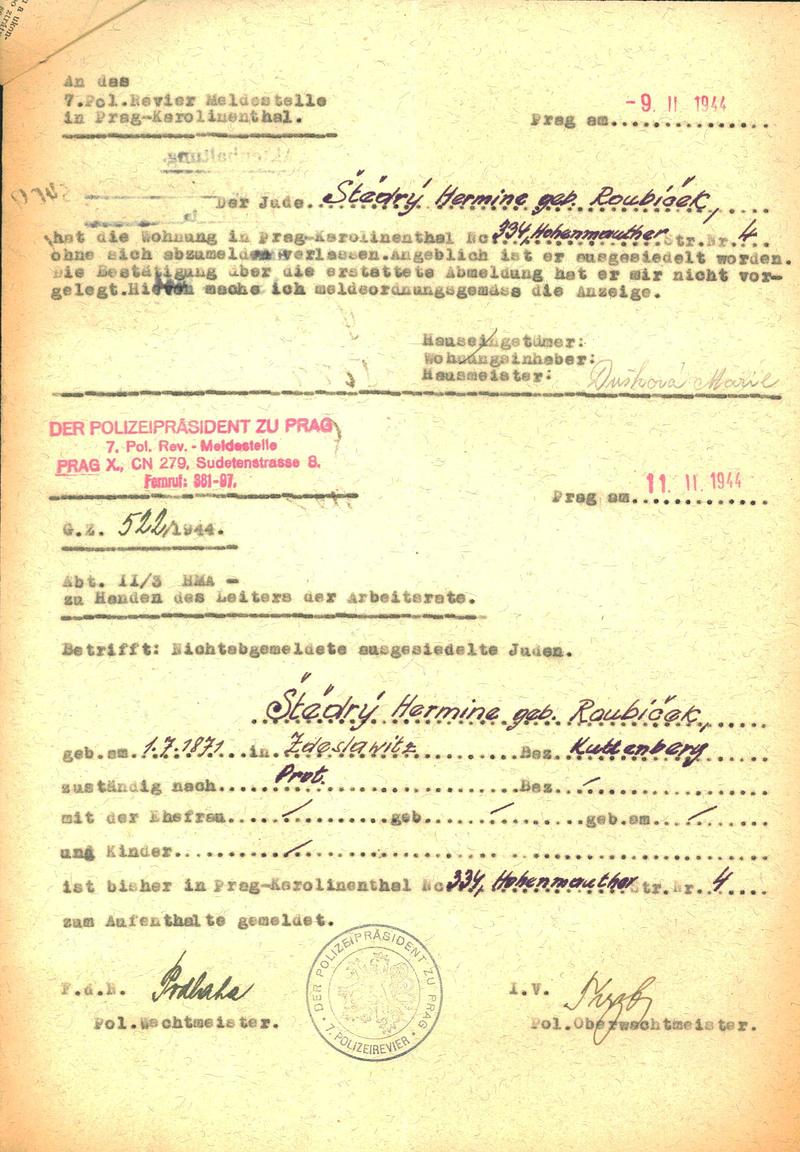 An das
7.Pol.Revier Meldestelle
in Prag-Karolinenthal.
-9. II 1944
Prag am...............
Der Jude..Štědrý Hermine geb. Roubíček,....
hat die Wohnung in Prag-Karolinenthal Nc 334, Hohenmauther Str.Nr. 4..
ohne sich abzumelden verlassen.Angeblich ist er ausgesiedelt worden.
Die Bestätigung über die erstattete Abmeldung hat er mir nicht vor-
gelegt.Hievon mache ich meldeordnungsgemäss die Anzeige.
Hauseingetümer:
Wohnungsinhaber:
Hausmeister: Dušková Marie
DER POLIZEIPRÄSIDENT ZU PRAG
7. Pol. Rev. - Meldestelle
PRAG X., CN 279, Sudetenstrasse 8.
Fernruf: 381-97.
11. II. 1944
Prag am...............
G.Z. 522/1944.
Abt. II/3 HMA -
zu Handen des Leiters der Arbeitsrate.
Betrifft: Nichtabgemeldete ausgesiedelte Juden.
Štědrý Hermine geb. Roubíček,
geb.am.1.7.1871...in Zdeslawitz..........Bez Kuttenberg
zuständig nach Prot...........Bez. /
mit der Ehefrau..../.......geb....../.......geb.am.../....
und Kinder........../..........
ist bisher in Prag-Karolinenthal Nc 334, Hohenmauther Str.Nr..4....
zum Aufenthalte gemeldet.
F.d.R. I.V.
Pol.Wachtmeister. Pol.Oberwachtmeister.
DER POLIZEIPRÄSIDENT ZU PRAG
7. POLIZEIREVIER